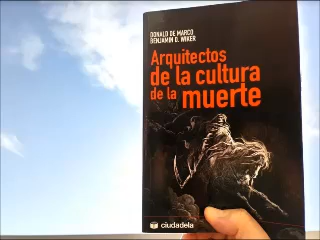 DONALD DE MARCO
BENJAMIN D. WIKER
Arquitectos
de la cultura
de la muerte
ciudadela